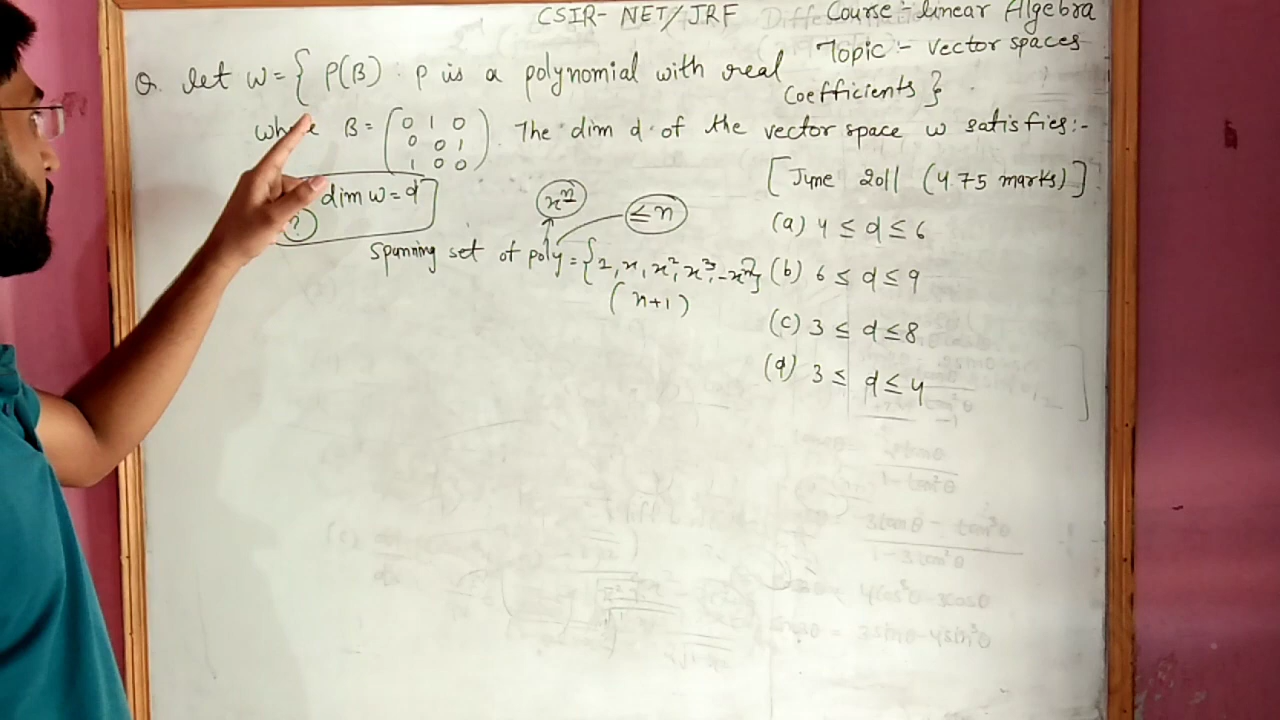 CSIR- NET/JRF Course - linear Algebra
Topic - vector spaces
Q. let W = { P(B) : P is a polynomial with real coefficients }
where B = (0 1 0
0 0 1
1 0 0). The dim d of the vector space w satisfies:-
[June 2011 (4.75 marks)]
dim w = d
?
x^n
≤ n
Spanning set of poly = {1, x, x², x³, - x^n}
(n+1)
(a) 4 ≤ d ≤ 6
(b) 6 ≤ d ≤ 9
(c) 3 ≤ d ≤ 8
(d) 3 ≤ d ≤ 4